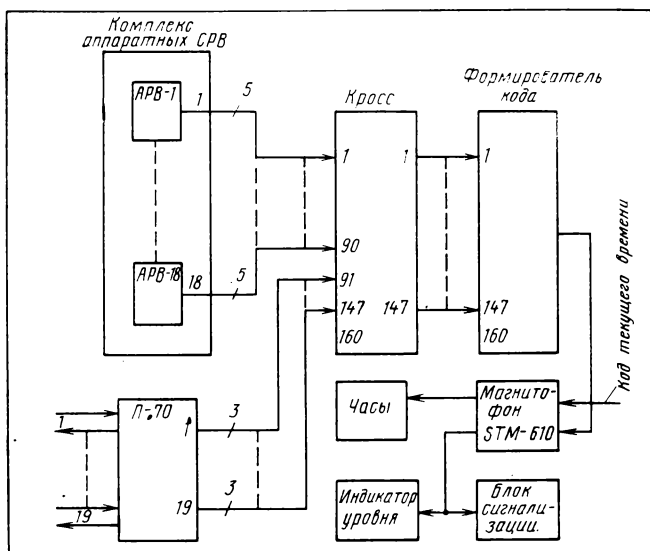 Комплекс
аппаратных СРВ
АРВ-1
1
5
АРВ-18
18
5
Кросс
1
1
90
91
147
147
160
Формирователь
кода
1
147
160
П-70
1
1
3
19
19
3
Часы
Магнито-
фон
STM-610
Код текущего времени
Индикатор
уровня
Блок
сигнали-
зации.